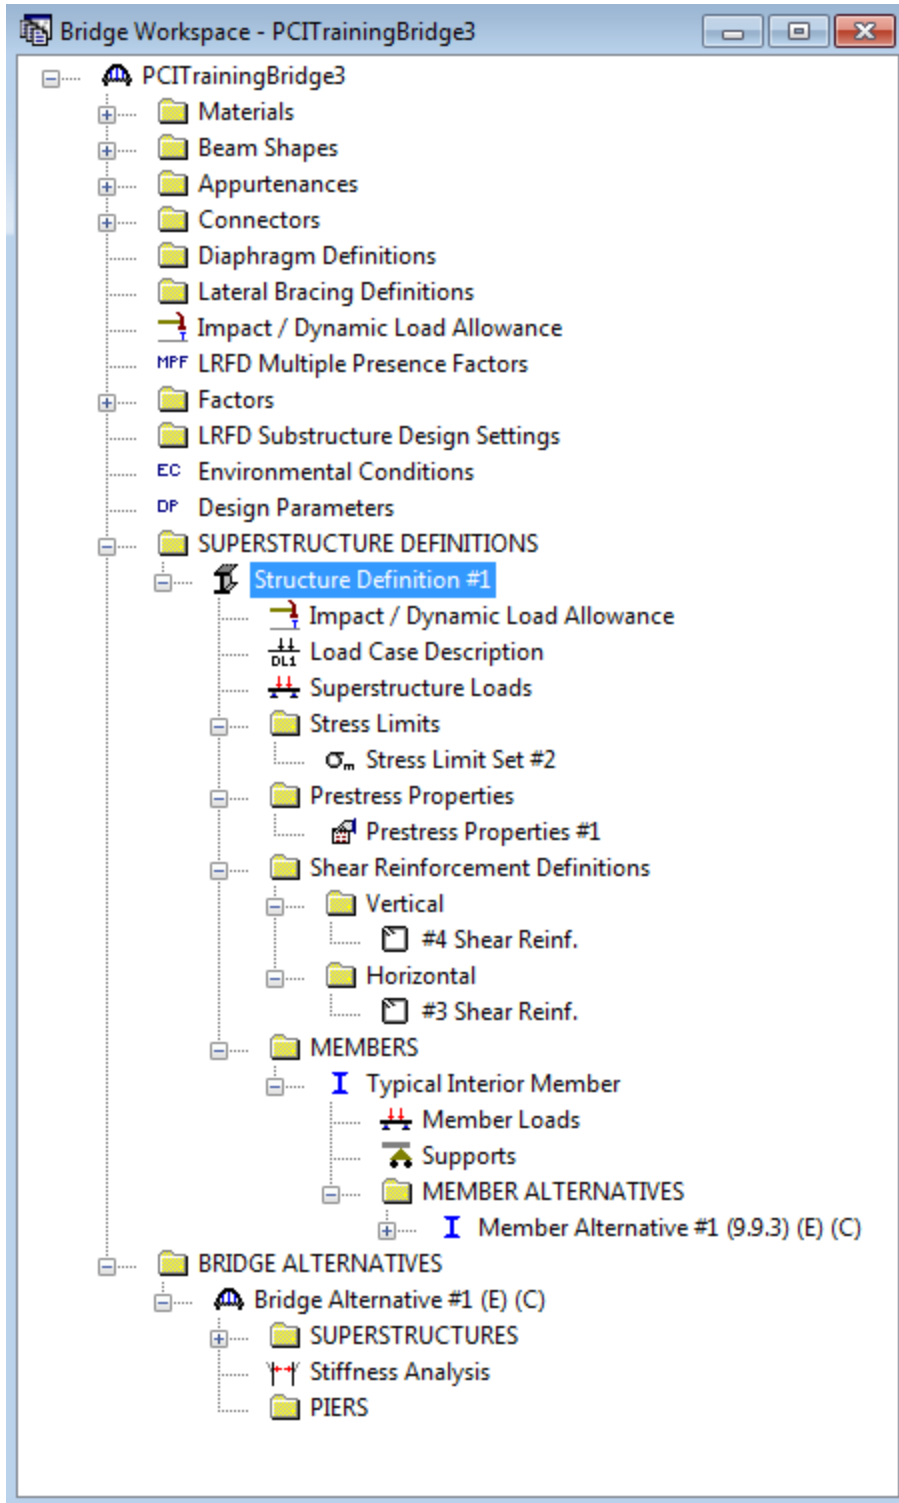 Bridge Workspace - PCITrainingBridge3
PCITrainingBridge3
Materials
Beam Shapes
Appurtenances
Connectors
Diaphragm Definitions
Lateral Bracing Definitions
Impact / Dynamic Load Allowance
MPF LRFD Multiple Presence Factors
Factors
LRFD Substructure Design Settings
EC Environmental Conditions
DP Design Parameters
SUPERSTRUCTURE DEFINITIONS
Structure Definition #1
Impact / Dynamic Load Allowance
DL1 Load Case Description
Superstructure Loads
Stress Limits
σm Stress Limit Set #2
Prestress Properties
Prestress Properties #1
Shear Reinforcement Definitions
Vertical
#4 Shear Reinf.
Horizontal
#3 Shear Reinf.
MEMBERS
Typical Interior Member
Member Loads
Supports
MEMBER ALTERNATIVES
Member Alternative #1 (9.9.3) (E) (C)
BRIDGE ALTERNATIVES
Bridge Alternative #1 (E) (C)
SUPERSTRUCTURES
Stiffness Analysis
PIERS